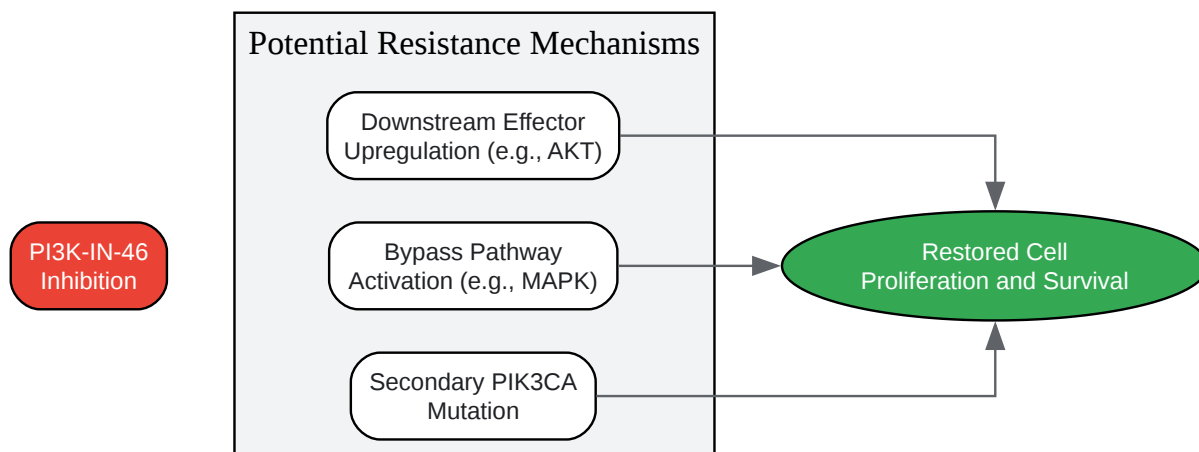 Potential Resistance Mechanisms
Downstream Effector
Upregulation (e.g., AKT)
PI3K-IN-46
Inhibition
Bypass Pathway
Activation (e.g., MAPK)
Restored Cell
Proliferation and Survival
Secondary PIK3CA
Mutation